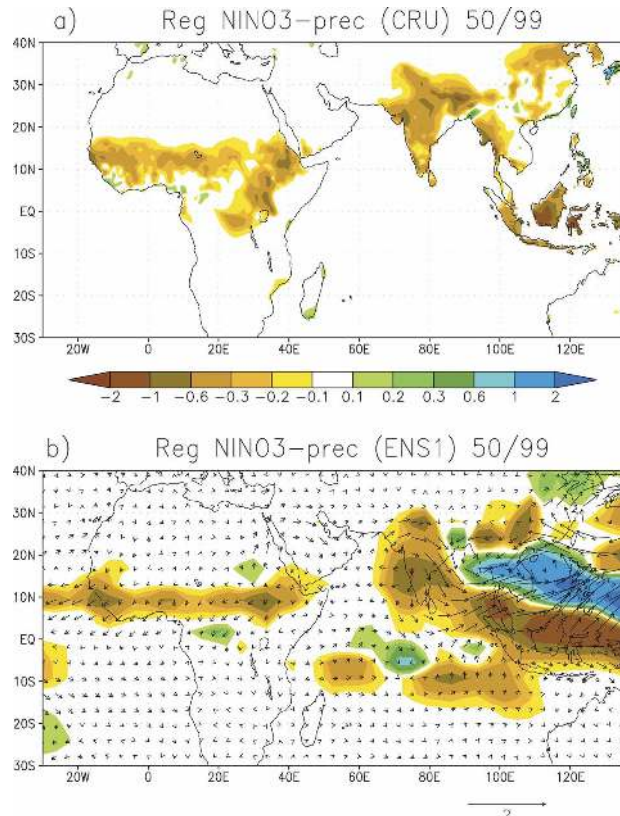 a) Reg NINO3-prec (CRU) 50/99
40N
30N
20N
10N
EQ
10S
20S
30S
20W 0 20E 40E 60E 80E 100E 120E
-2 -1 -0.6 -0.3 -0.2 -0.1 0.1 0.2 0.3 0.6 1 2
b) Reg NINO3-prec (ENS1) 50/99
40N
30N
20N
10N
EQ
10S
20S
30S
20W 0 20E 40E 60E 80E 100E 120E